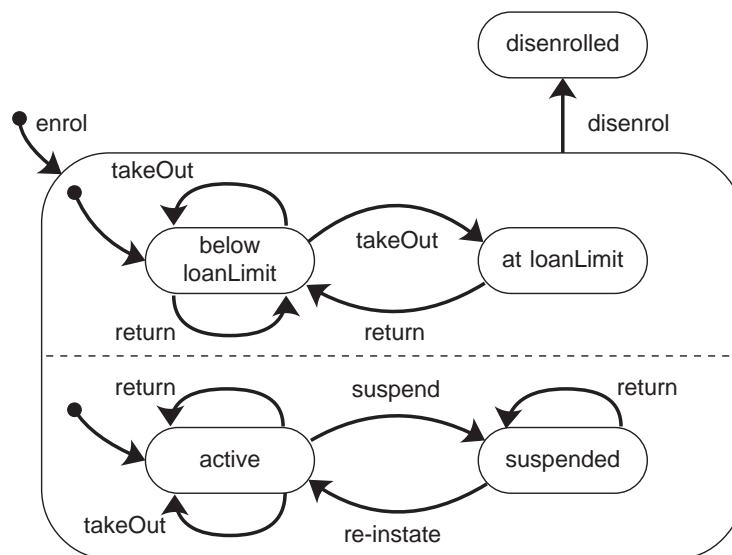 disenrolled
enrol
disenrol
takeOut
below
loanLimit
takeOut
at loanLimit
return
return
return
suspend
return
active
suspended
takeOut
re-instate